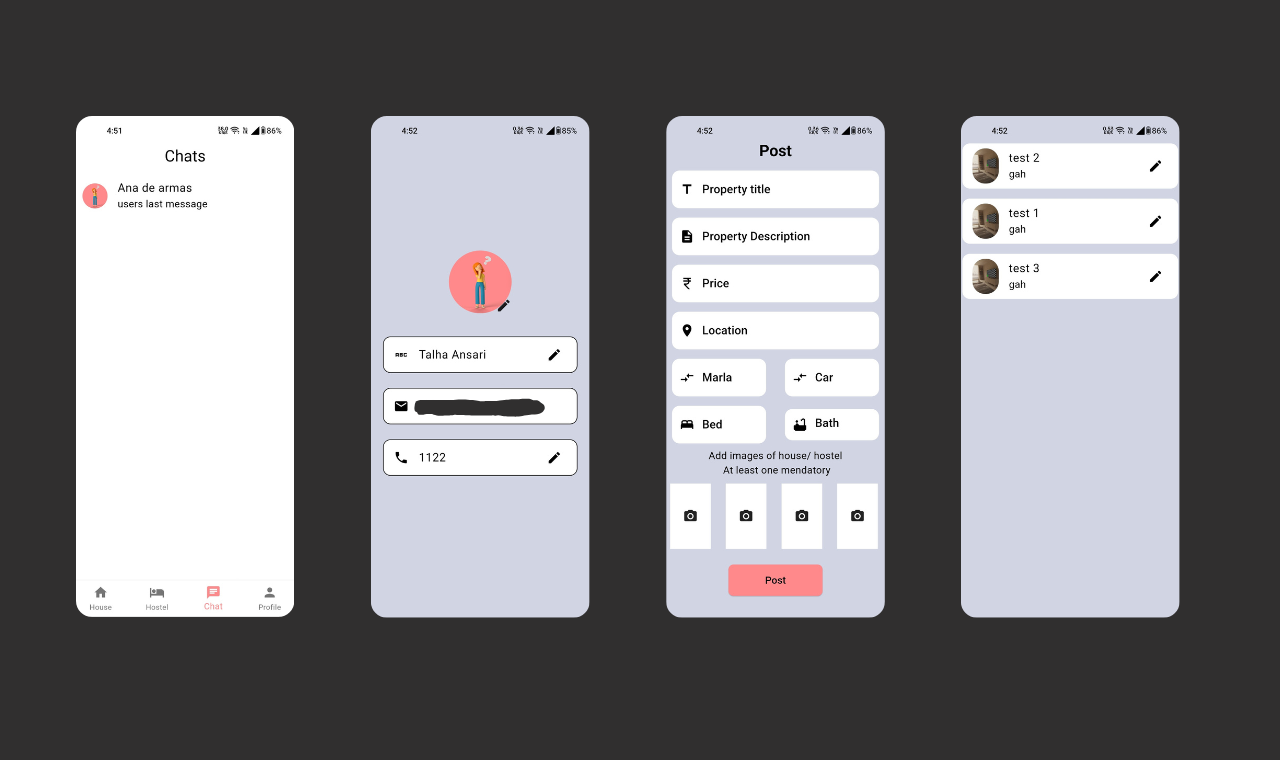 4:51
86%
Chats
Ana de armas
users last message
House
Hostel
Chat
Profile
4:52
85%
ABC
Talha Ansari
1122
4:52
86%
Post
Property title
Property Description
Price
Location
Marla
Car
Bed
Bath
Add images of house/ hostel
At least one mendatory
Post
4:52
86%
test 2
gah
test 1
gah
test 3
gah